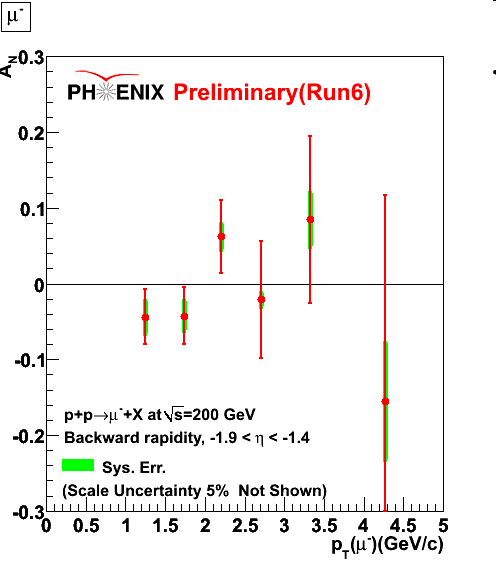 μ⁻
A_N
0.3
PHENIX Preliminary(Run6)
0.2
0.1
0
-0.1
-0.2
-0.3
p+p→μ⁻+X at √s=200 GeV
Backward rapidity, -1.9 < η < -1.4
Sys. Err.
(Scale Uncertainty 5% Not Shown)
0 0.5 1 1.5 2 2.5 3 3.5 4 4.5 5
p_T(μ⁻)(GeV/c)